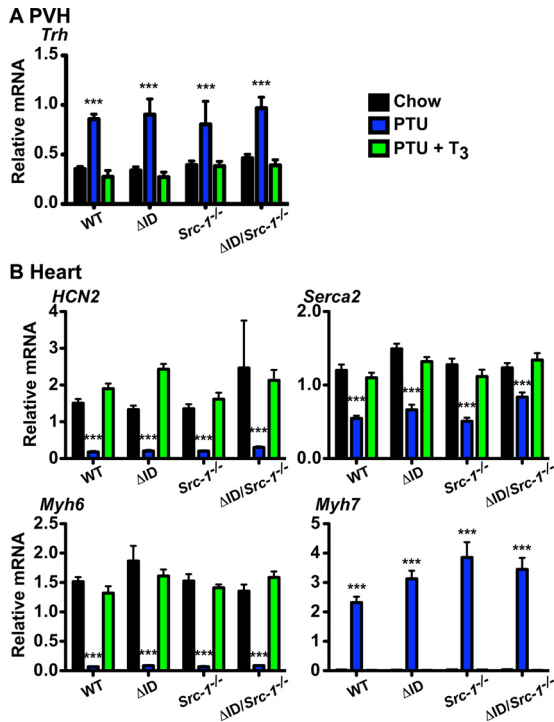 A PVH
Trh
Relative mRNA
1.5
1.0
0.5
0.0
***
***
***
***
WT
ΔID
Src-1-/-
ΔID/Src-1-/-
Chow
PTU
PTU + T3
B Heart
HCN2
Relative mRNA
4
3
2
1
0
***
***
***
***
WT
ΔID
Src-1-/-
ΔID/Src-1-/-
Serca2
2.0
1.0
0.0
***
***
***
***
WT
ΔID
Src-1-/-
ΔID/Src-1-/-
Myh6
Relative mRNA
2.5
2.0
1.5
1.0
0.5
0.0
***
***
***
***
WT
ΔID
Src-1-/-
ΔID/Src-1-/-
Myh7
5
4
3
2
1
0
***
***
***
***
WT
ΔID
Src-1-/-
ΔID/Src-1-/-